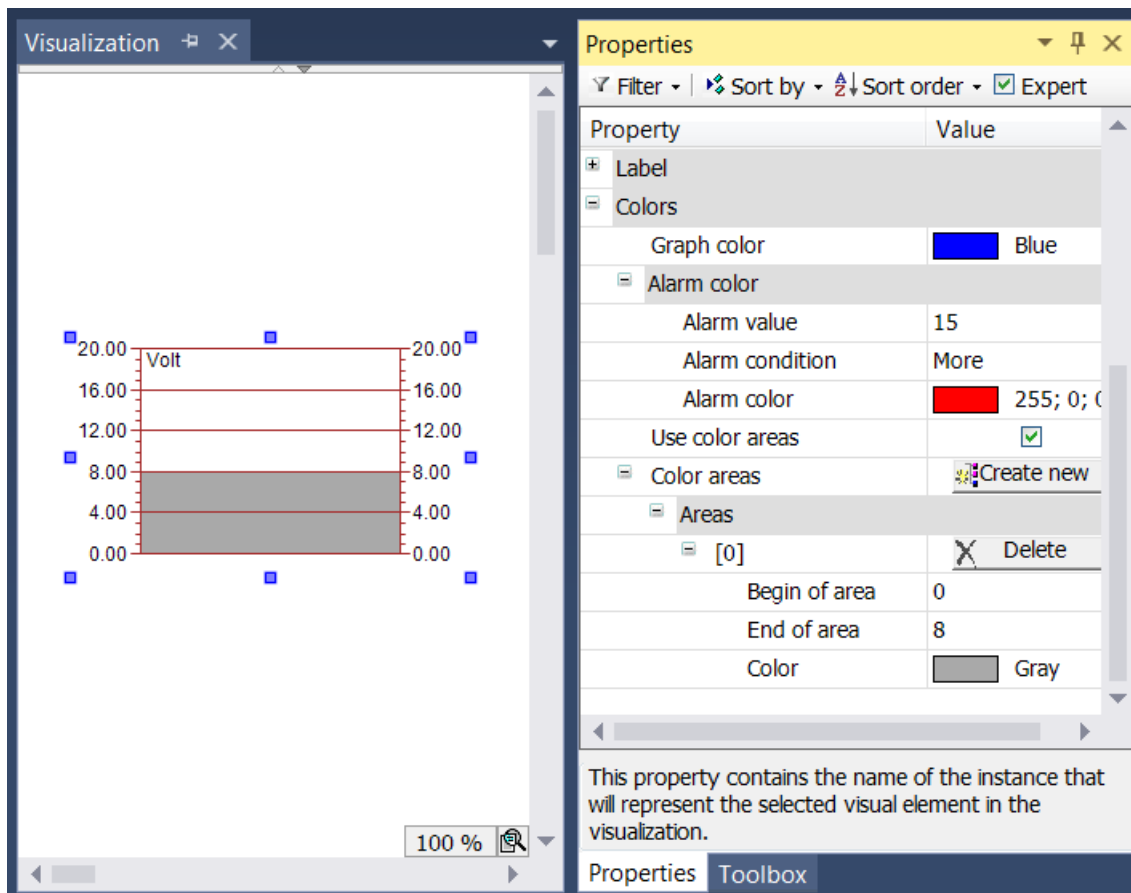 Visualization
20.00 20.00
Volt
16.00 16.00
12.00 12.00
8.00 8.00
4.00 4.00
0.00 0.00
100 %
Properties
Filter Sort by Sort order Expert
Property Value
Label
Colors
Graph color Blue
Alarm color
Alarm value 15
Alarm condition More
Alarm color 255; 0; 0
Use color areas
Color areas Create new
Areas
[0] Delete
Begin of area 0
End of area 8
Color Gray
This property contains the name of the instance that
will represent the selected visual element in the
visualization.
Properties Toolbox